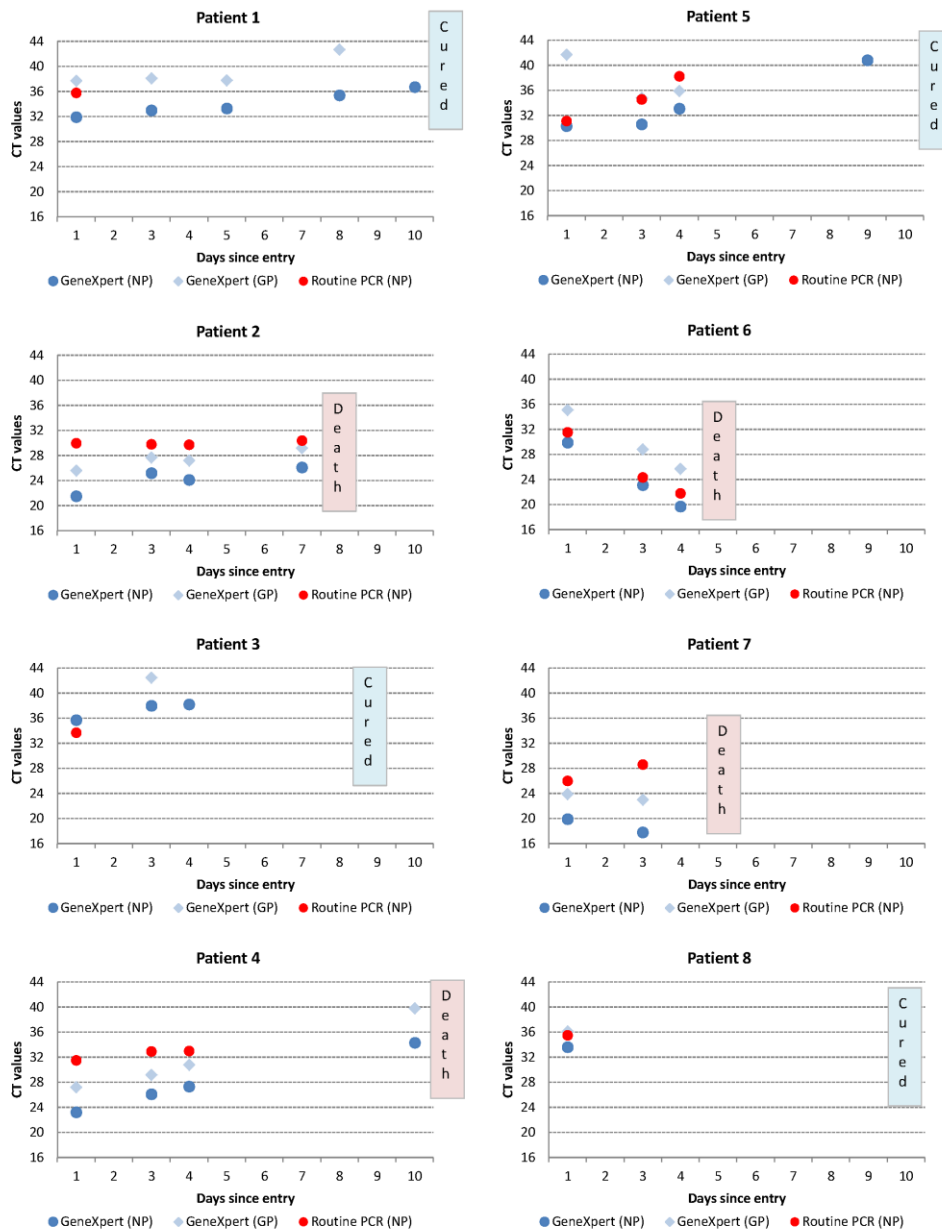 Patient 1
44
40
36
32
28
24
20
16
CT values
1 2 3 4 5 6 7 8 9 10
Days since entry
GeneXpert (NP) GeneXpert (GP) Routine PCR (NP)
Cured
Patient 5
44
40
36
32
28
24
20
16
CT values
1 2 3 4 5 6 7 8 9 10
Days since entry
GeneXpert (NP) GeneXpert (GP) Routine PCR (NP)
Cured
Patient 2
44
40
36
32
28
24
20
16
CT values
1 2 3 4 5 6 7 8 9 10
Days since entry
GeneXpert (NP) GeneXpert (GP) Routine PCR (NP)
Death
Patient 6
44
40
36
32
28
24
20
16
CT values
1 2 3 4 5 6 7 8 9 10
Days since entry
GeneXpert (NP) GeneXpert (GP) Routine PCR (NP)
Death
Patient 3
44
40
36
32
28
24
20
16
CT values
1 2 3 4 5 6 7 8 9 10
Days since entry
GeneXpert (NP) GeneXpert (GP) Routine PCR (NP)
Cured
Patient 7
44
40
36
32
28
24
20
16
CT values
1 2 3 4 5 6 7 8 9 10
Days since entry
GeneXpert (NP) GeneXpert (GP) Routine PCR (NP)
Death
Patient 4
44
40
36
32
28
24
20
16
CT values
1 2 3 4 5 6 7 8 9 10
Days since entry
GeneXpert (NP) GeneXpert (GP) Routine PCR (NP)
Death
Patient 8
44
40
36
32
28
24
20
16
CT values
1 2 3 4 5 6 7 8 9 10
Days since entry
GeneXpert (NP) GeneXpert (GP) Routine PCR (NP)
Cured